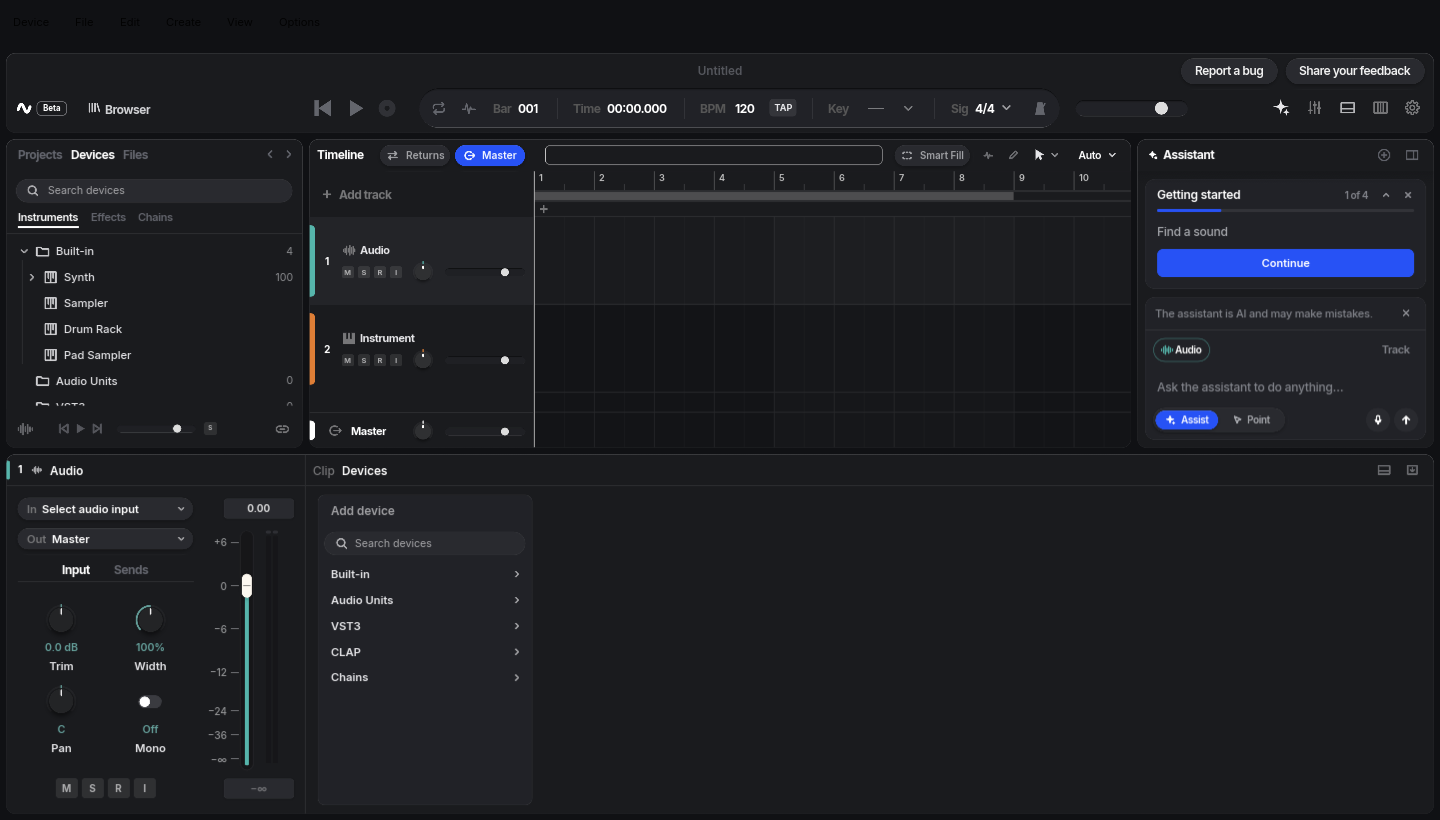 Device File Edit Create View Options
Untitled
Report a bug
Share your feedback
Beta
Browser
Bar 001
Time 00:00.000
BPM 120 TAP
Key
Sig 4/4
Projects Devices Files
Search devices
Instruments Effects Chains
Built-in 4
Synth 100
Sampler
Drum Rack
Pad Sampler
Audio Units 0
VST3 0
S
Timeline
Returns
Master
Smart Fill
Auto
Add track
1 2 3 4 5 6 7 8 9 10
1 Audio
M S R I
2 Instrument
M S R I
Master
Assistant
Getting started 1 of 4
Find a sound
Continue
The assistant is AI and may make mistakes.
Audio Track
Ask the assistant to do anything...
Assist Point
1 Audio
In Select audio input
0.00
Out Master
Input Sends
+6
0
−6
−12
−24
−36
−∞
0.0 dB 100%
Trim Width
C Off
Pan Mono
M S R I
−∞
Clip Devices
Add device
Search devices
Built-in
Audio Units
VST3
CLAP
Chains